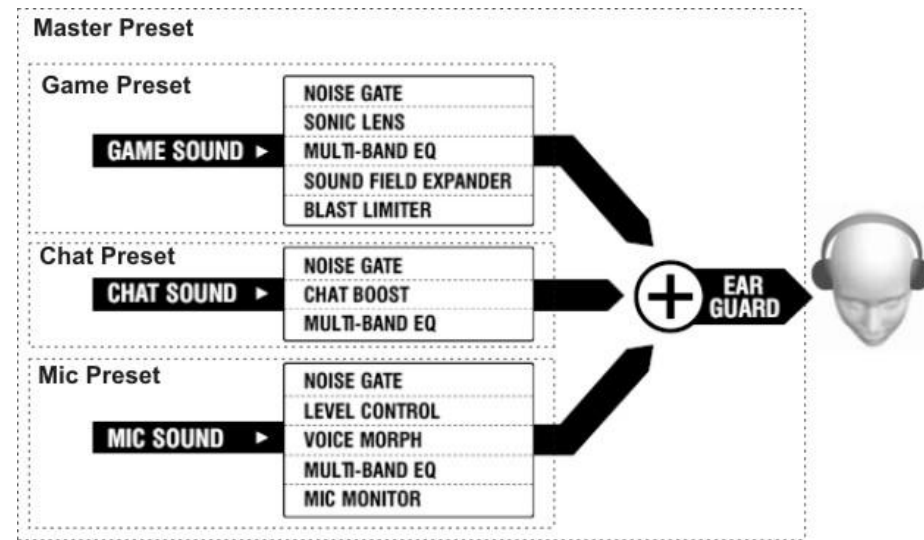 Master Preset
Game Preset
GAME SOUND
NOISE GATE
SONIC LENS
MULTI-BAND EQ
SOUND FIELD EXPANDER
BLAST LIMITER
Chat Preset
CHAT SOUND
NOISE GATE
CHAT BOOST
MULTI-BAND EQ
Mic Preset
MIC SOUND
NOISE GATE
LEVEL CONTROL
VOICE MORPH
MULTI-BAND EQ
MIC MONITOR
EAR
GUARD